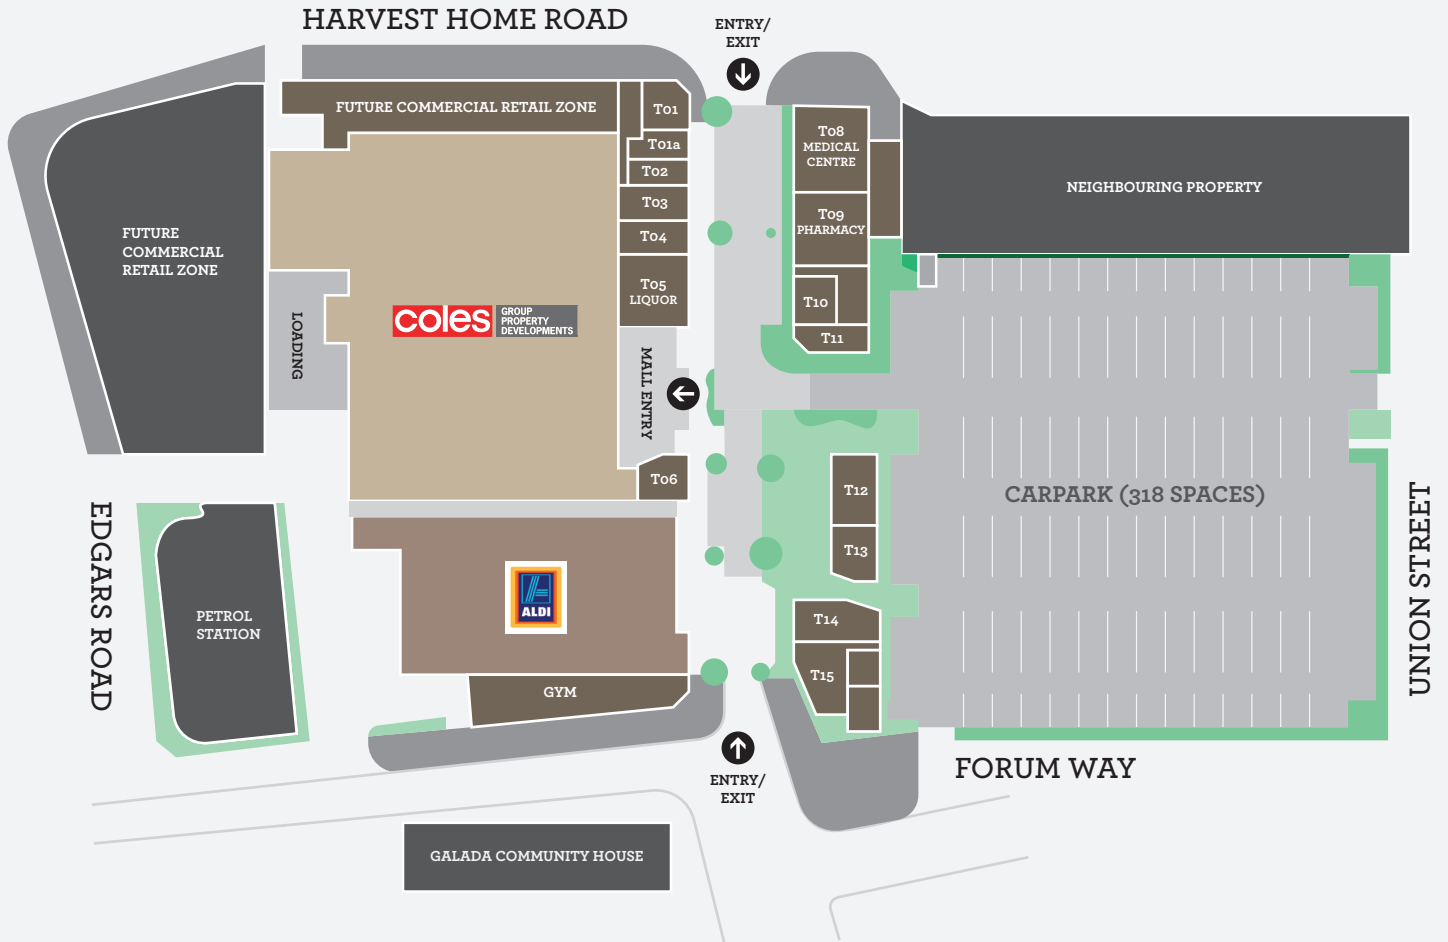 HARVEST HOME ROAD
ENTRY/
EXIT
FUTURE COMMERCIAL RETAIL ZONE
T01
T01a
T02
T03
T04
T05
LIQUOR
T08
MEDICAL
CENTRE
T09
PHARMACY
T10
T11
NEIGHBOURING PROPERTY
FUTURE
COMMERCIAL
RETAIL ZONE
LOADING
coles
GROUP
PROPERTY
DEVELOPMENTS
MALL ENTRY
T06
T12
T13
CARPARK (318 SPACES)
EDGARS ROAD
UNION STREET
PETROL
STATION
ALDI
T14
T15
GYM
ENTRY/
EXIT
FORUM WAY
GALADA COMMUNITY HOUSE